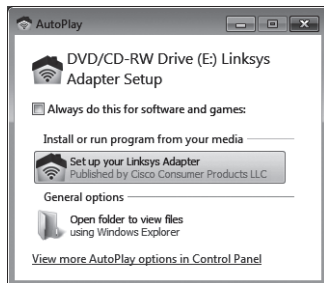 AutoPlay
DVD/CD-RW Drive (E:) Linksys
Adapter Setup
Always do this for software and games:
Install or run program from your media
Set up your Linksys Adapter
Published by Cisco Consumer Products LLC
General options
Open folder to view files
using Windows Explorer
View more AutoPlay options in Control Panel